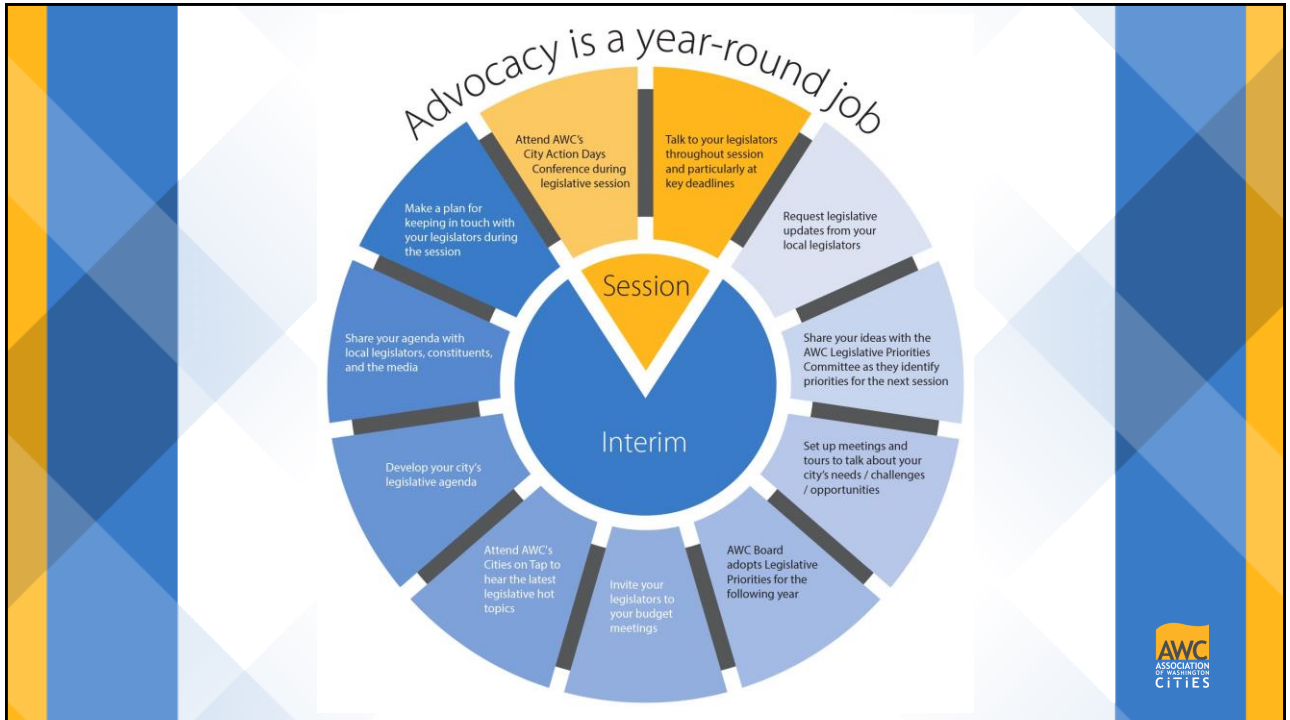 Advocacy is a year-round job
Attend AWC's
City Action Days
Conference during
legislative session
Talk to your legislators
throughout session
and particularly at
key deadlines
Request legislative
updates from your
local legislators
Share your ideas with the
AWC Legislative Priorities
Committee as they identify
priorities for the next session
Set up meetings and
tours to talk about your
city's needs / challenges
/ opportunities
AWC Board
adopts Legislative
Priorities for the
following year
Invite your
legislators to
your budget
meetings
Attend AWC's
Cities on Tap to
hear the latest
legislative hot
topics
Develop your city's
legislative agenda
Share your agenda with
local legislators, constituents,
and the media
Make a plan for
keeping in touch with
your legislators during
the session
Session
Interim
AWC
ASSOCIATION
OF WASHINGTON
CITIES